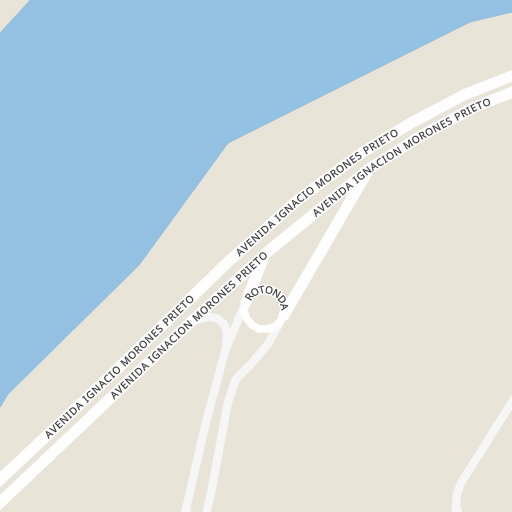 AVENIDA IGNACIO MORONES PRIETO
AVENIDA IGNACION MORONES PRIETO
AVENIDA IGNACIO MORONES PRIETO
AVENIDA IGNACION MORONES PRIETO
ROTONDA